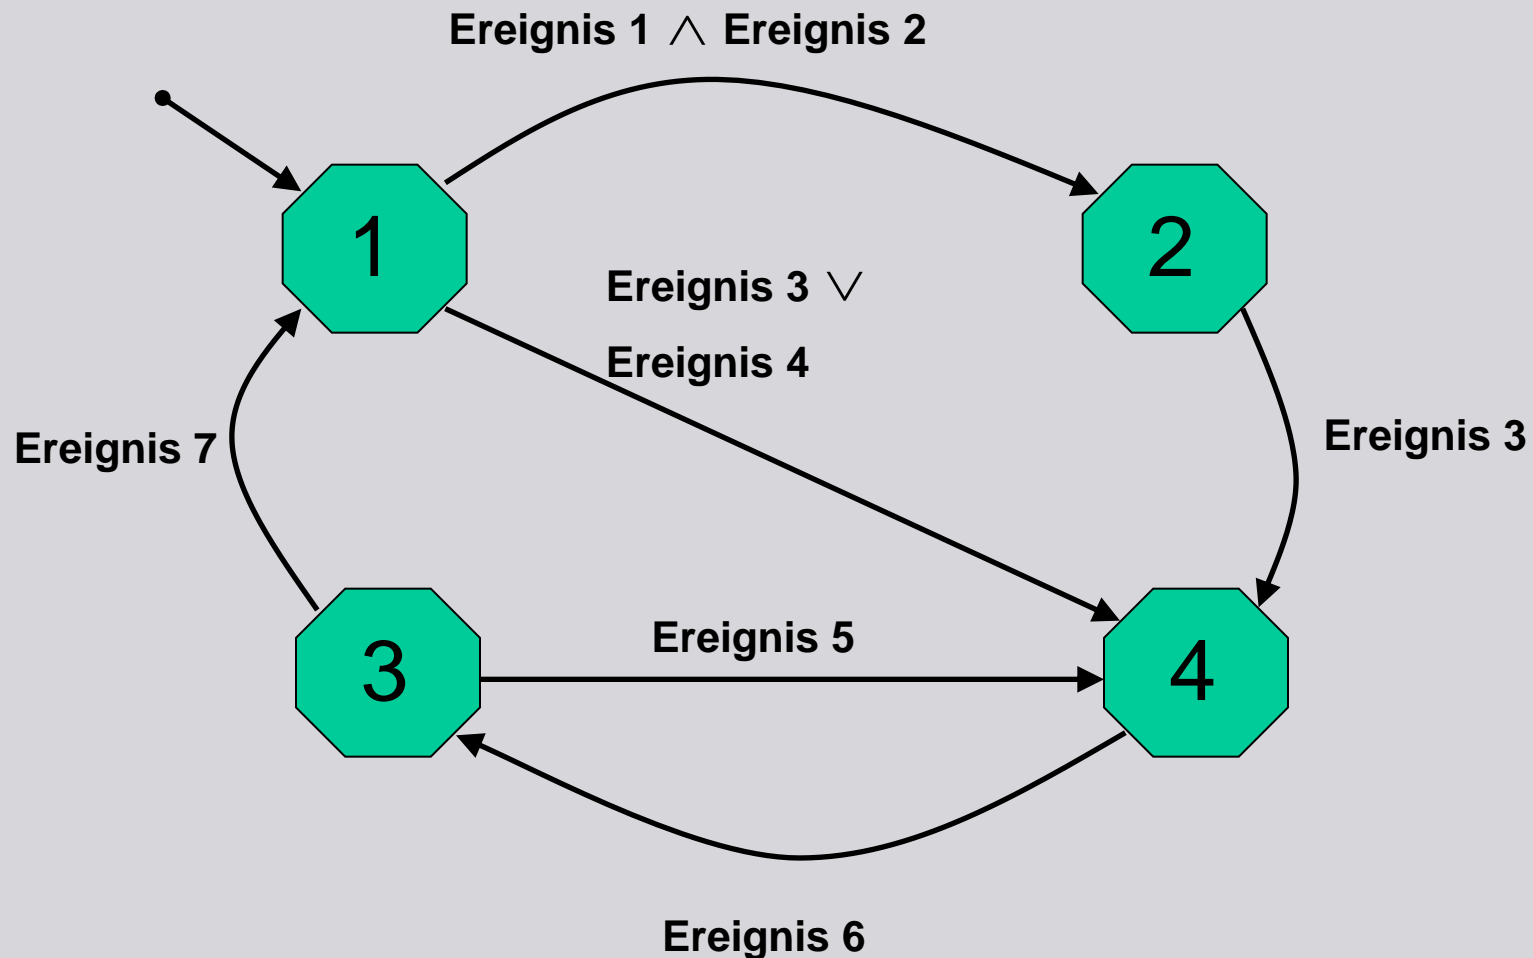 Ereignis 1 ∧ Ereignis 2
1
2
Ereignis 3 ∨
Ereignis 4
Ereignis 7
Ereignis 3
3
Ereignis 5
4
Ereignis 6